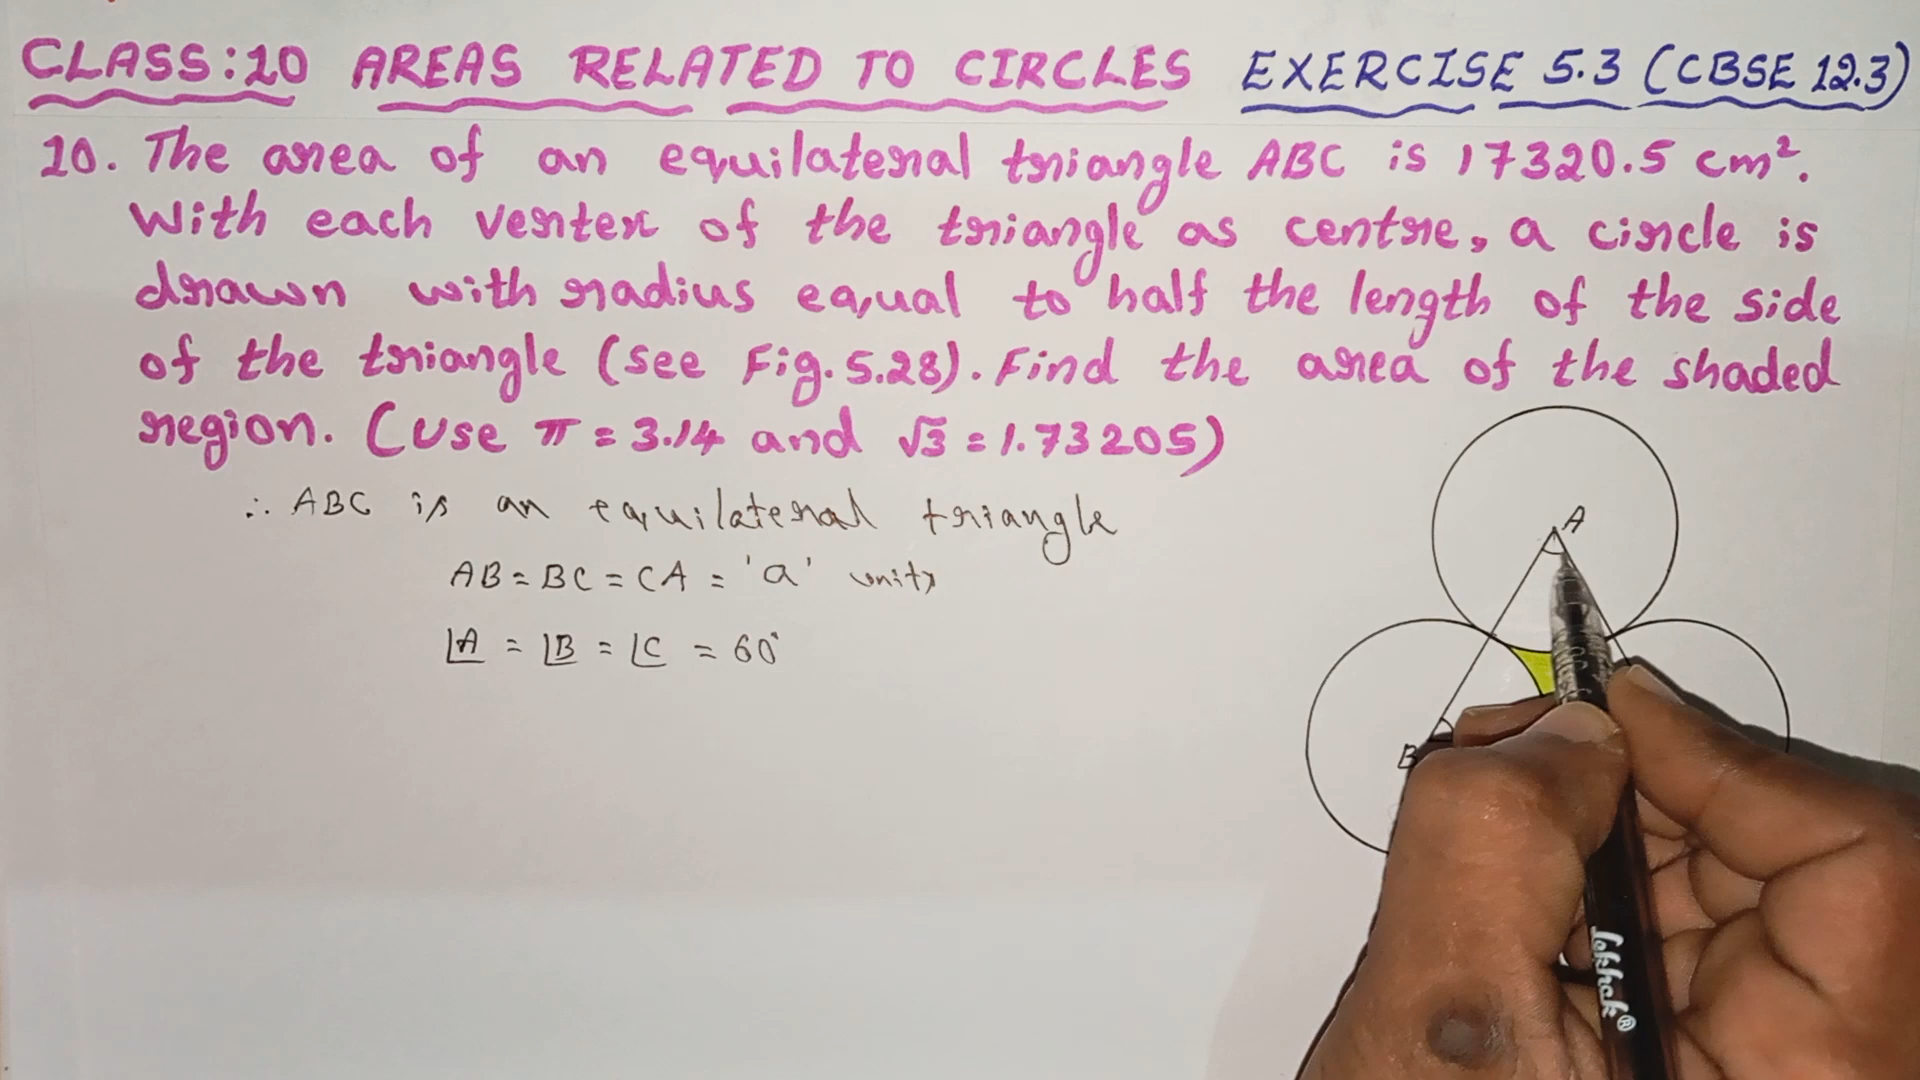 CLASS:10 AREAS RELATED TO CIRCLES EXERCISE 5.3 (CBSE 12.3)
10. The area of an equilateral triangle ABC is 17320.5 cm².
With each vertex of the triangle as centre, a circle is
drawn with radius equal to half the length of the side
of the triangle (see Fig. 5.28). Find the area of the shaded
region. (Use π = 3.14 and √3 = 1.73205)
∴ ABC is an equilateral triangle
AB = BC = CA = 'a' units
∠A = ∠B = ∠C = 60°
A
B
Lekhak®